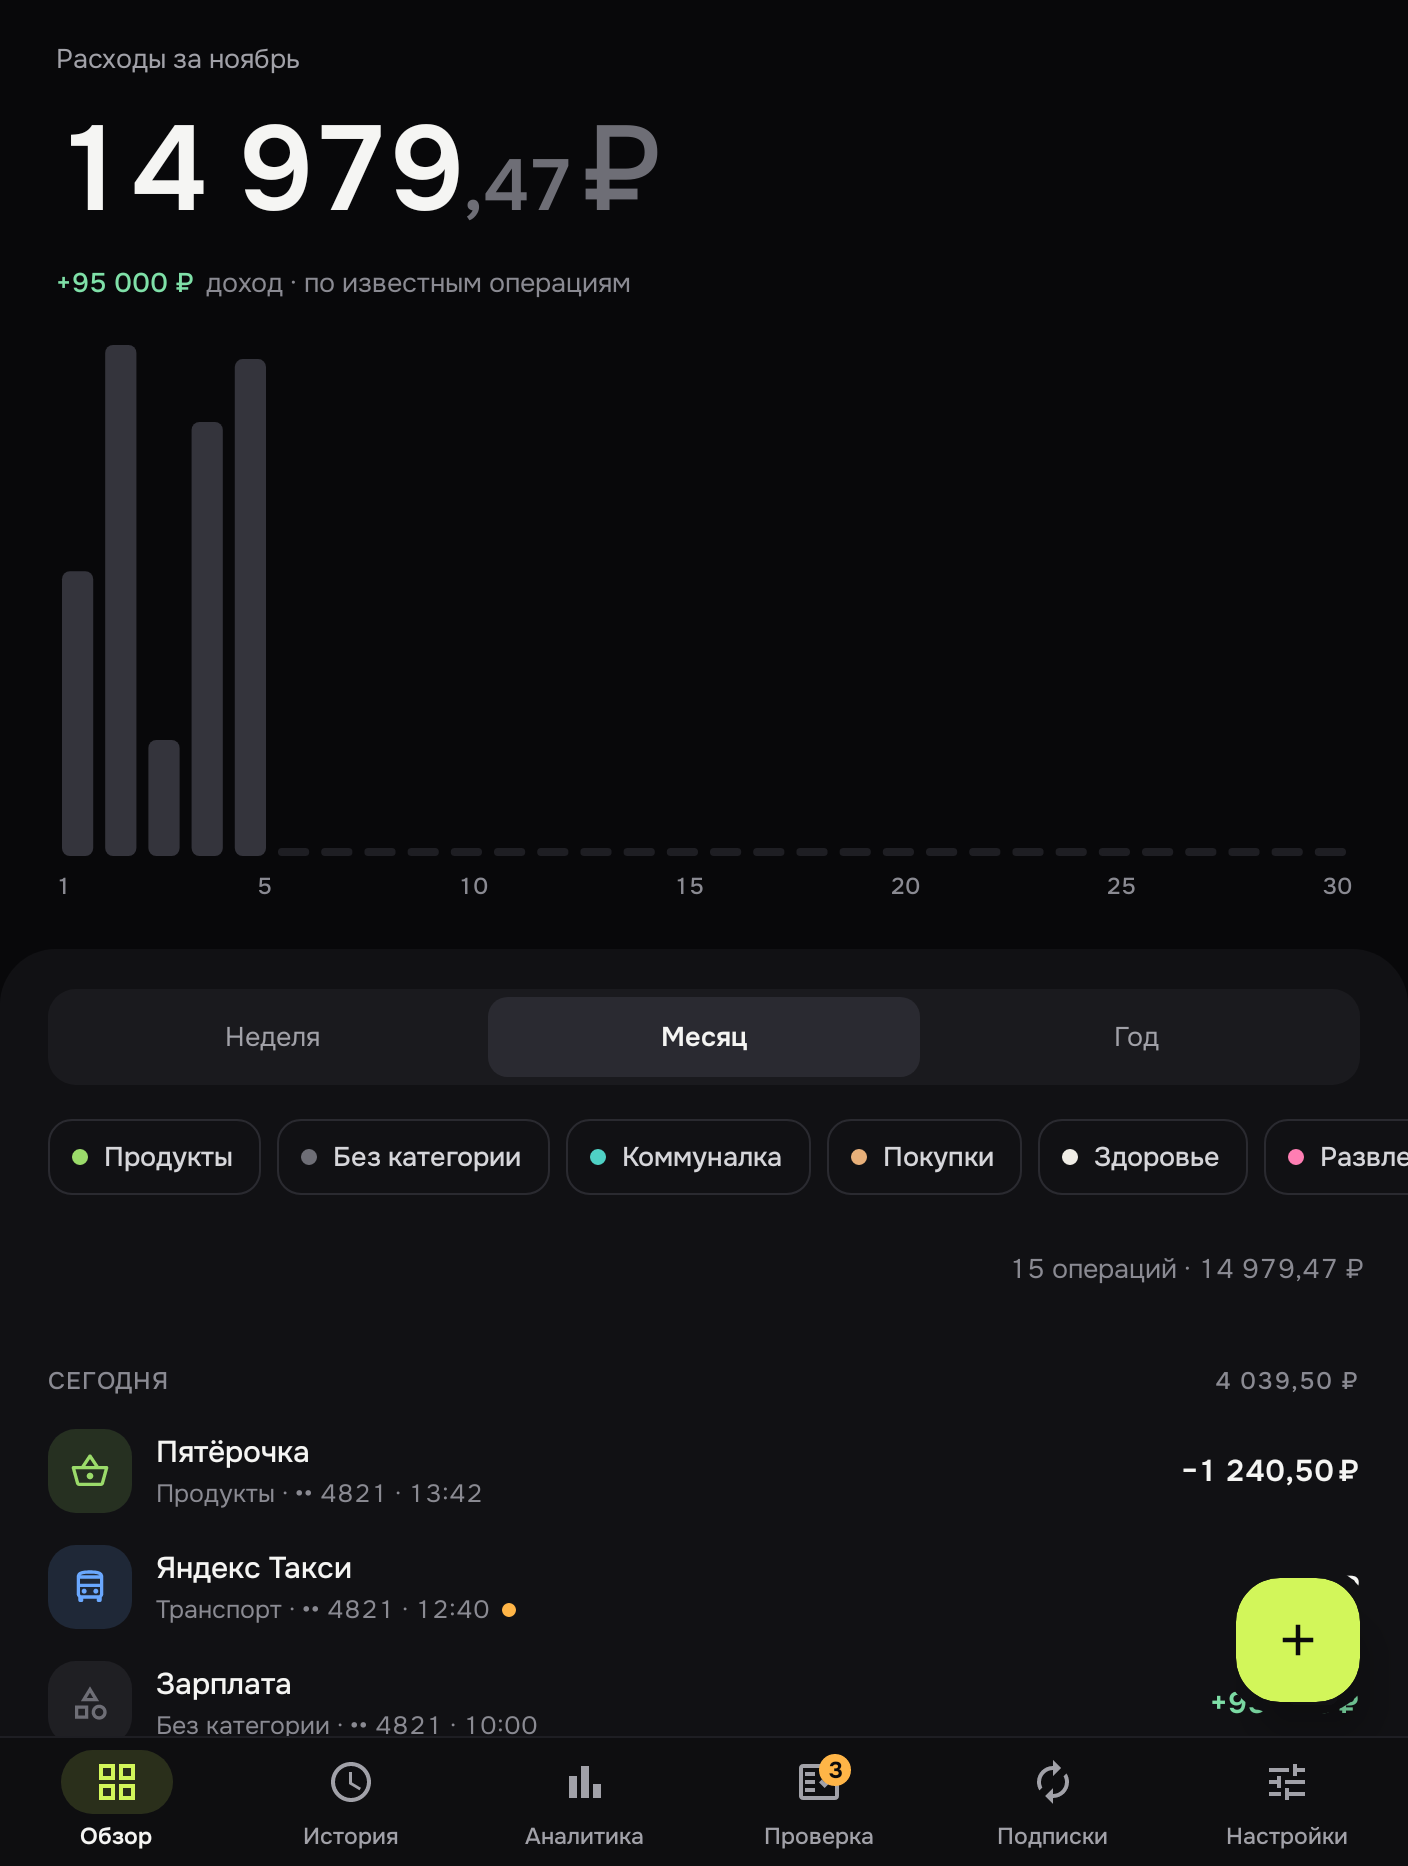 Расходы за ноябрь
14 979,47 ₽
+95 000 ₽ доход · по известным операциям
1 5 10 15 20 25 30
Неделя Месяц Год
Продукты Без категории Коммуналка Покупки Здоровье Развле
15 операций · 14 979,47 ₽
СЕГОДНЯ 4 039,50 ₽
Пятёрочка
−1 240,50 ₽
Продукты · •• 4821 · 13:42
Яндекс Такси
Транспорт · •• 4821 · 12:40
+
Зарплата
Без категории · •• 4821 · 10:00
3
Обзор История Аналитика Проверка Подписки Настройки